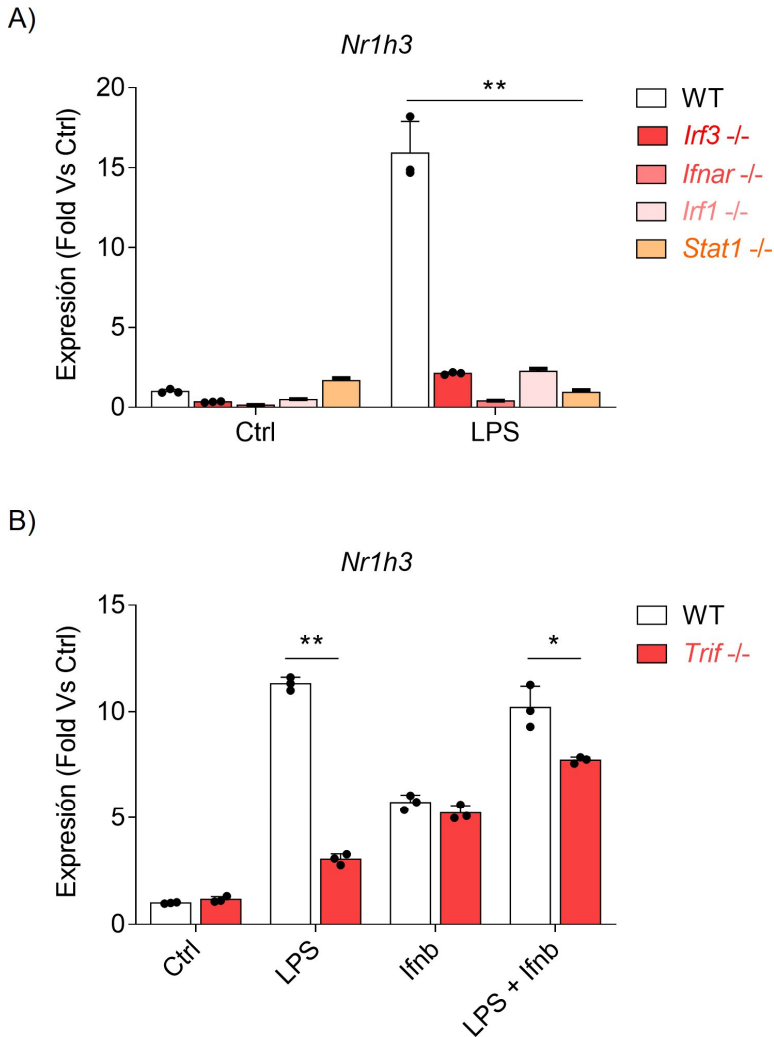 A)
Nr1h3
Expresión (Fold Vs Ctrl)
20
15
10
5
0
**
Ctrl
LPS
WT
Irf3 -/-
Ifnar -/-
Irf1 -/-
Stat1 -/-
B)
Nr1h3
Expresión (Fold Vs Ctrl)
15
10
5
0
**
*
Ctrl
LPS
Ifnb
LPS + Ifnb
WT
Trif -/-